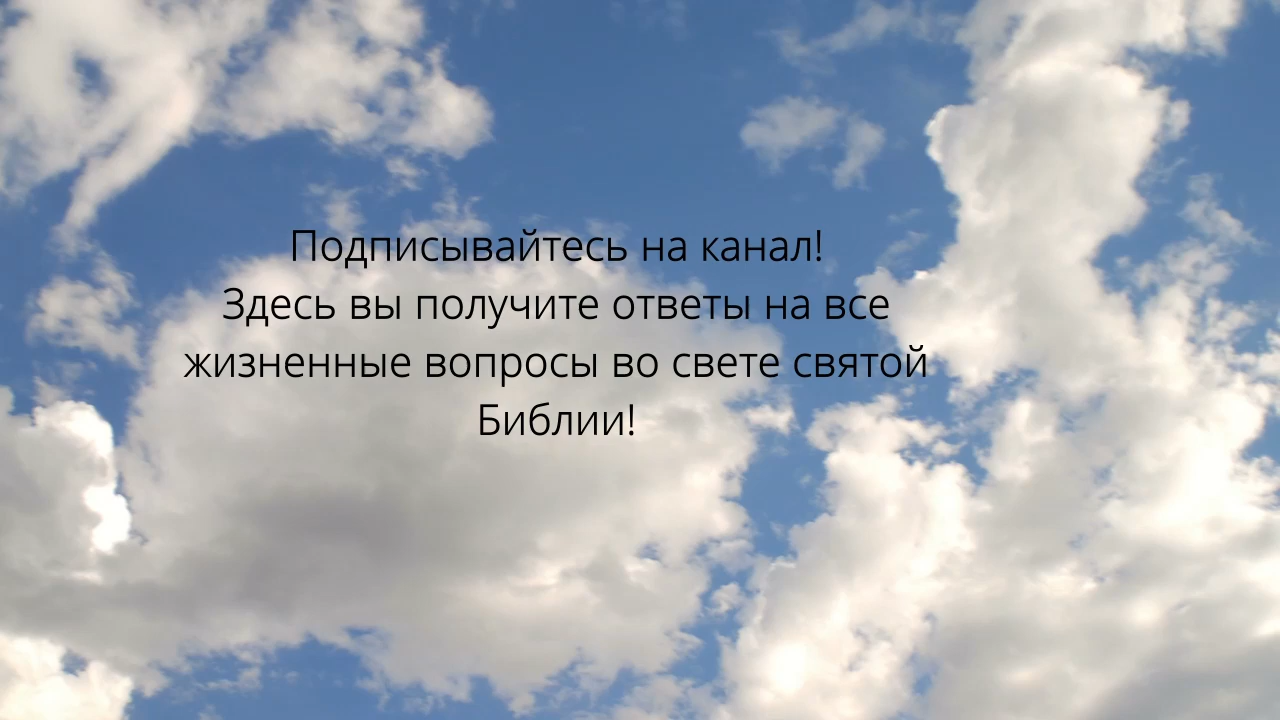 Подписывайтесь на канал!
Здесь вы получите ответы на все
жизненные вопросы во свете святой
Библии!